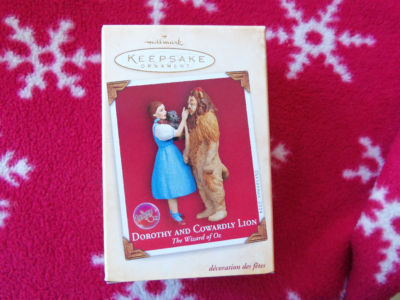 Hallmark
KEEPSAKE
ORNAMENT
DOROTHY AND COWARDLY LION
The Wizard of Oz
décoration des fêtes